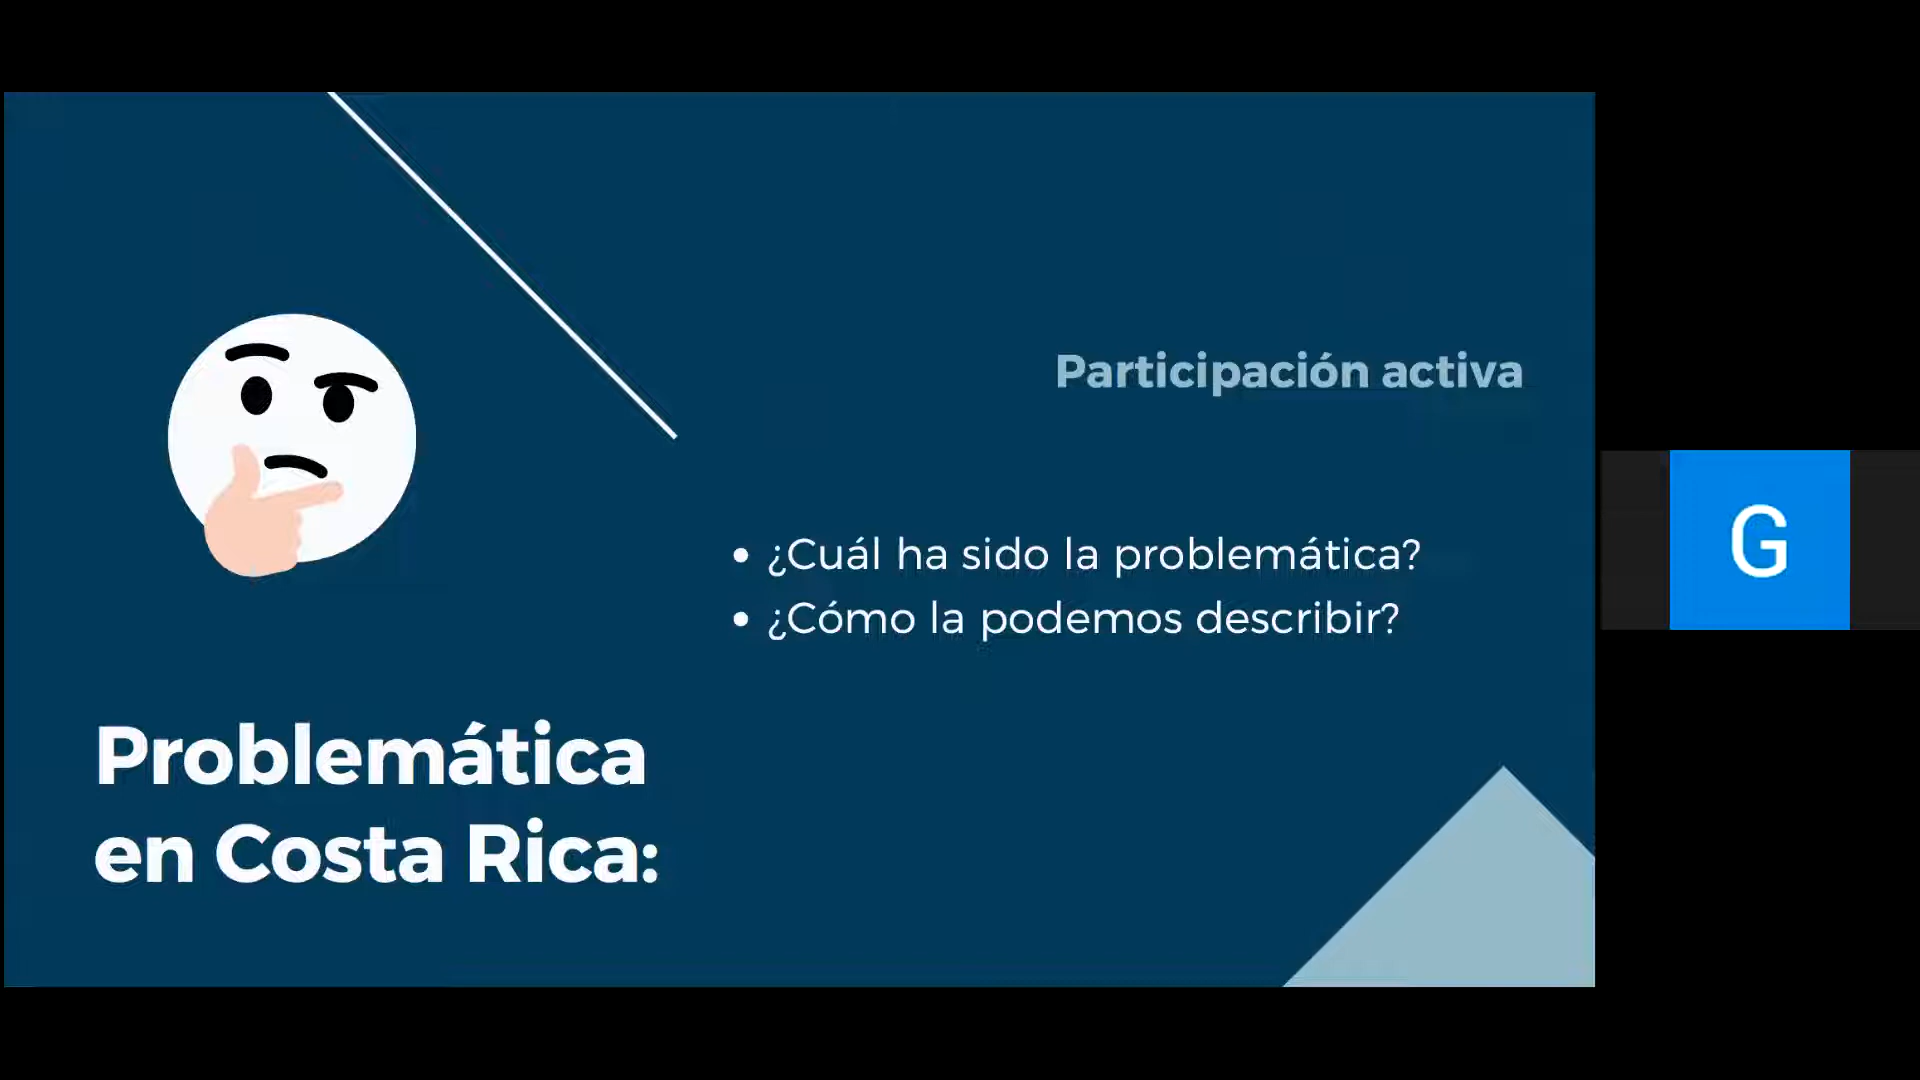 Participación activa
• ¿Cuál ha sido la problemática?
• ¿Cómo la podemos describir?
Problemática
en Costa Rica:
G